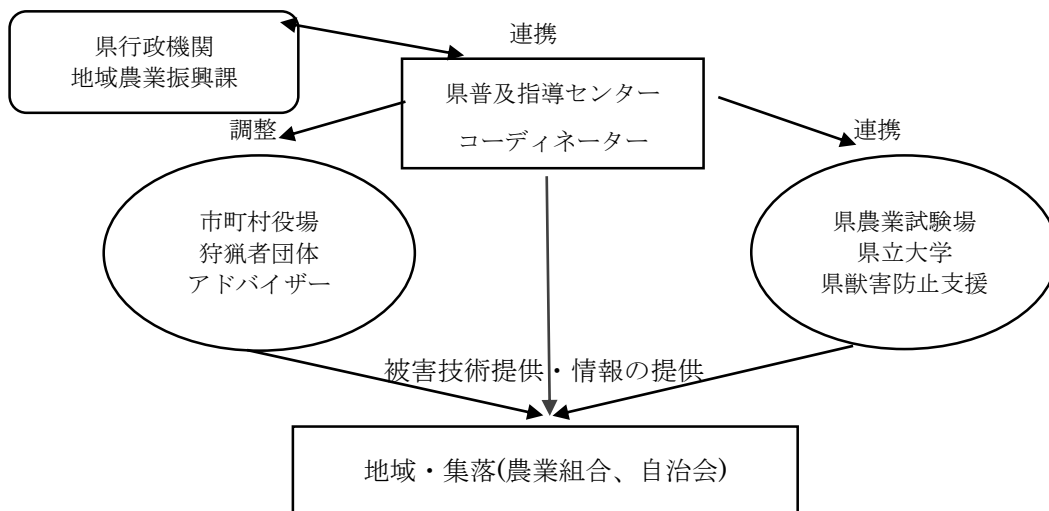 連携
県行政機関
地域農業振興課
県普及指導センター
コーディネーター
調整
連携
市町村役場
狩猟者団体
アドバイザー
県農業試験場
県立大学
県獣害防止支援
被害技術提供・情報の提供
地域・集落(農業組合、自治会)